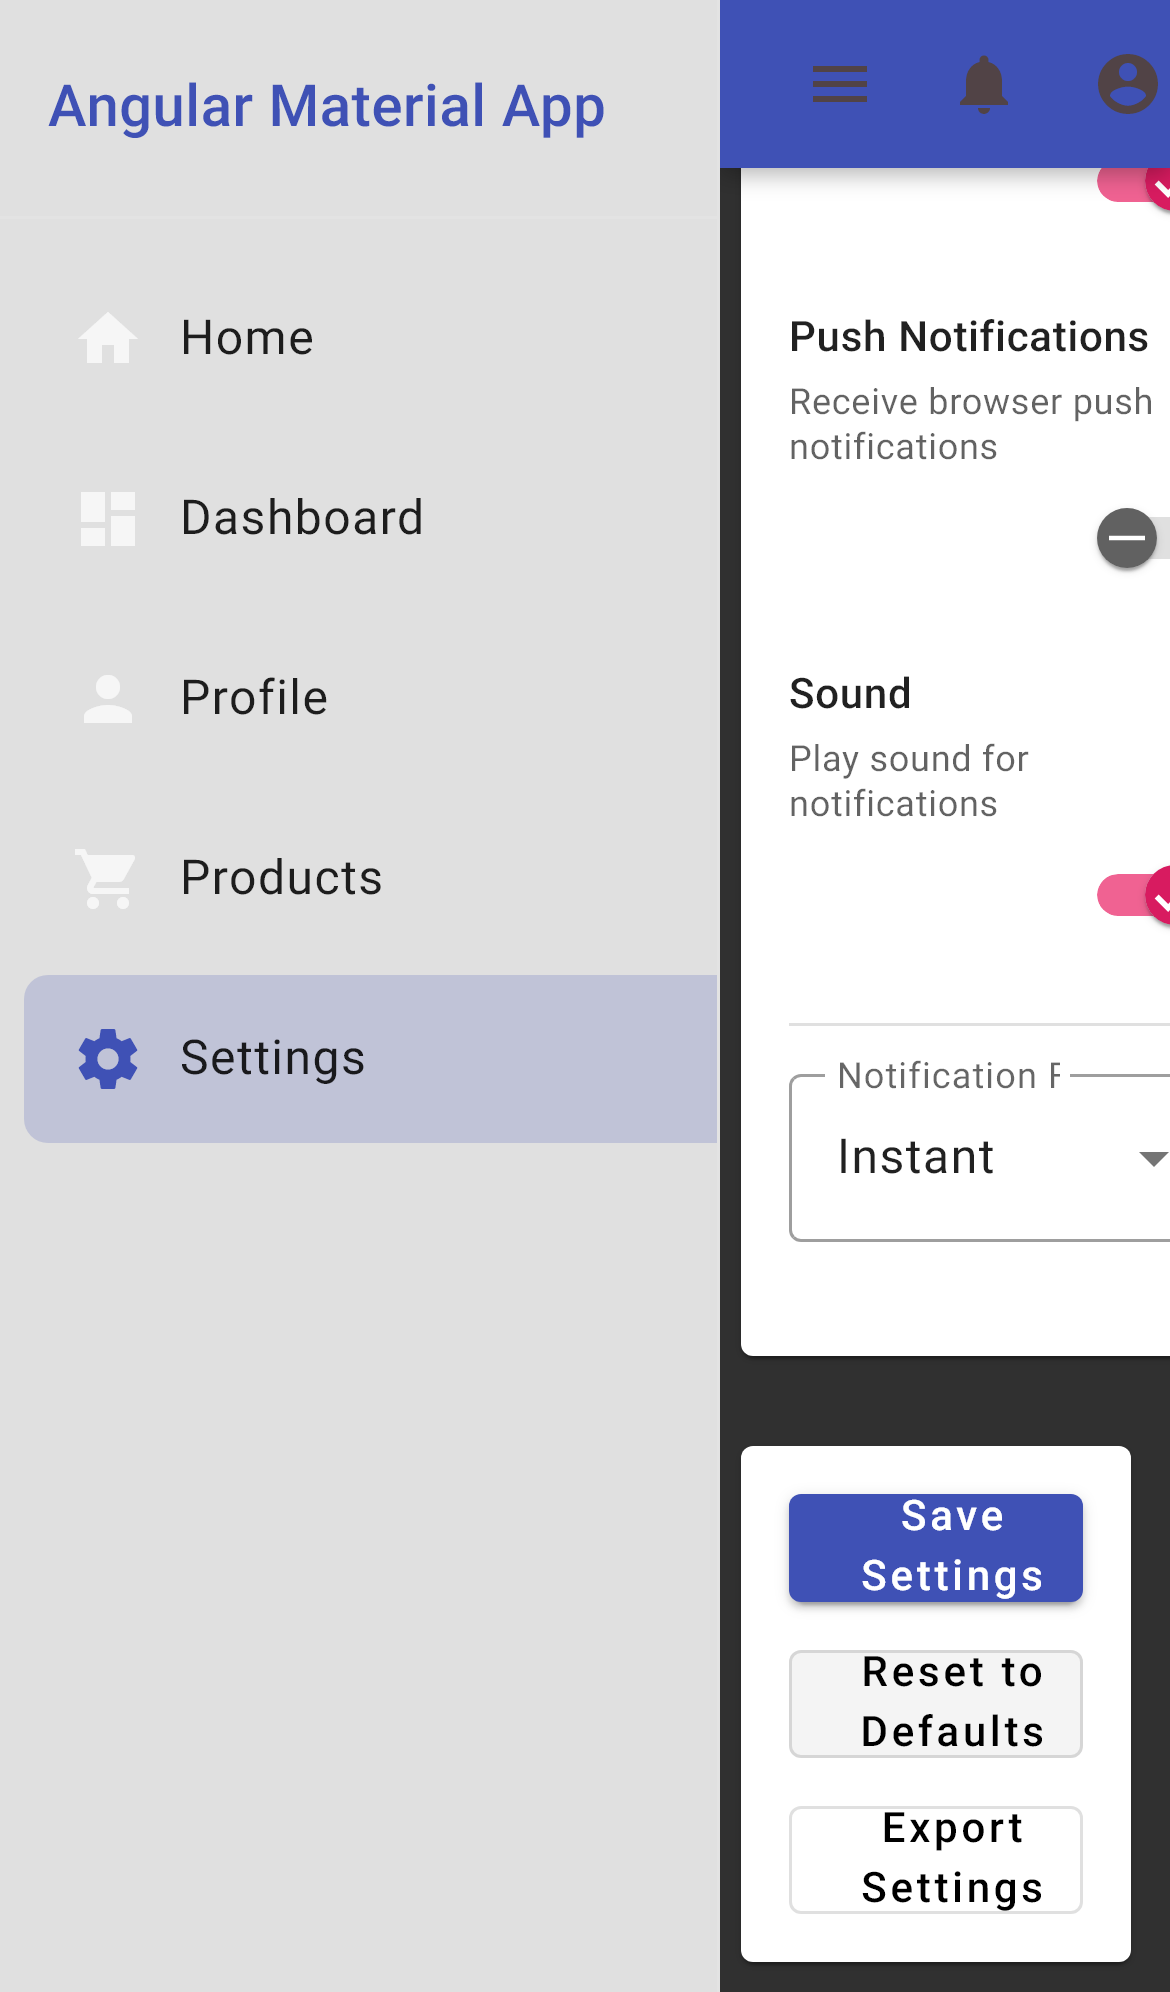 Angular Material App
Home
Dashboard
Profile
Products
Settings
Push Notifications
Receive browser push
notifications
Sound
Play sound for
notifications
Notification
Instant
Save
Settings
Reset to
Defaults
Export
Settings